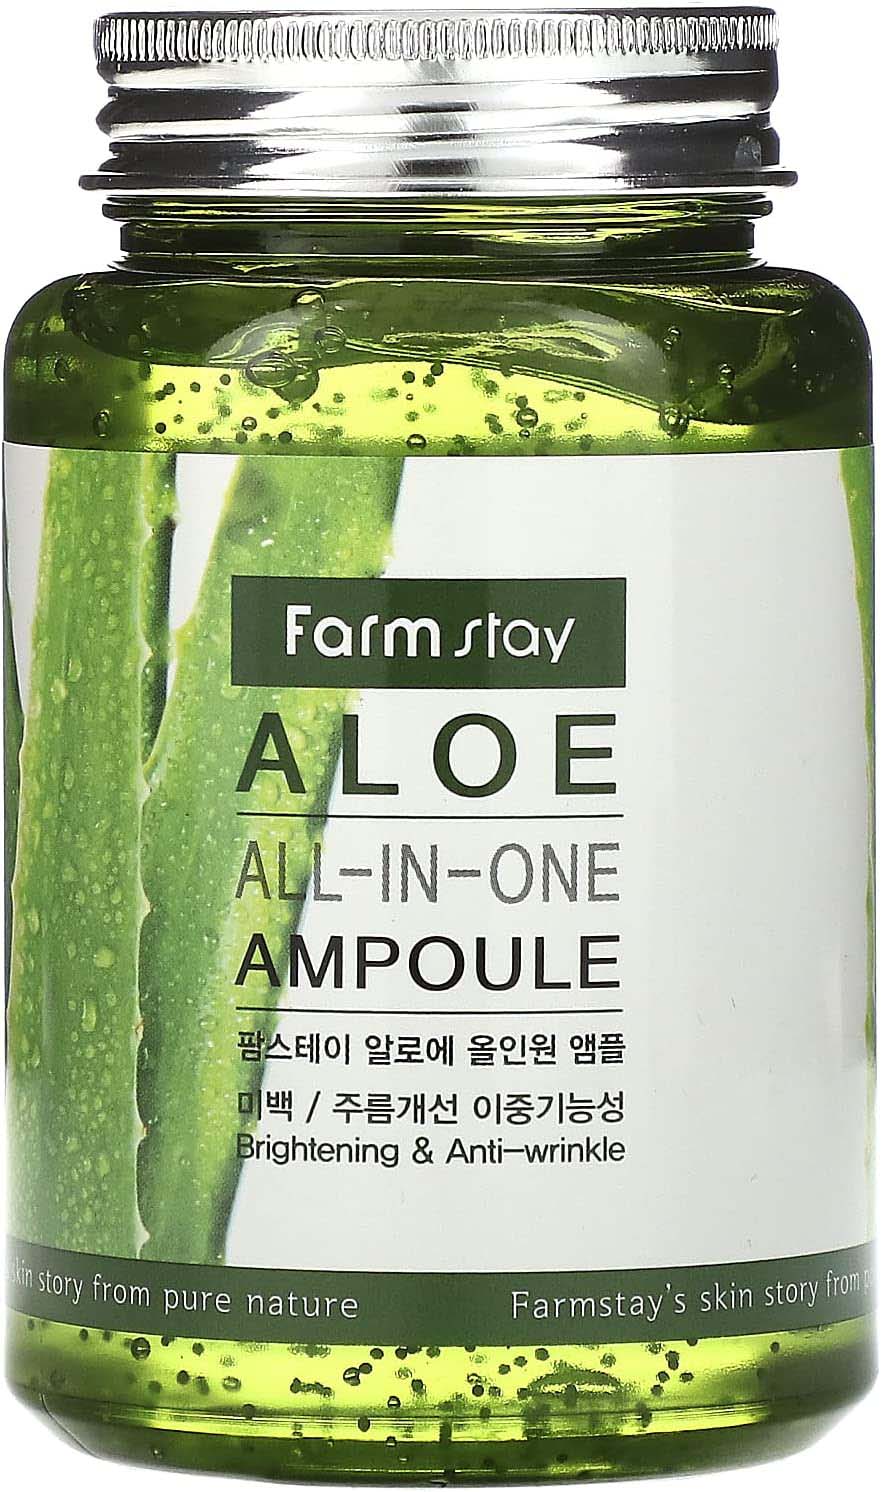 Farm stay
ALOE
ALL-IN-ONE
AMPOULE
팜스테이 알로에 올인원 앰플
미백 / 주름개선 이중기능성
Brightening & Anti-wrinkle
skin story from pure nature
Farmstay's skin story from